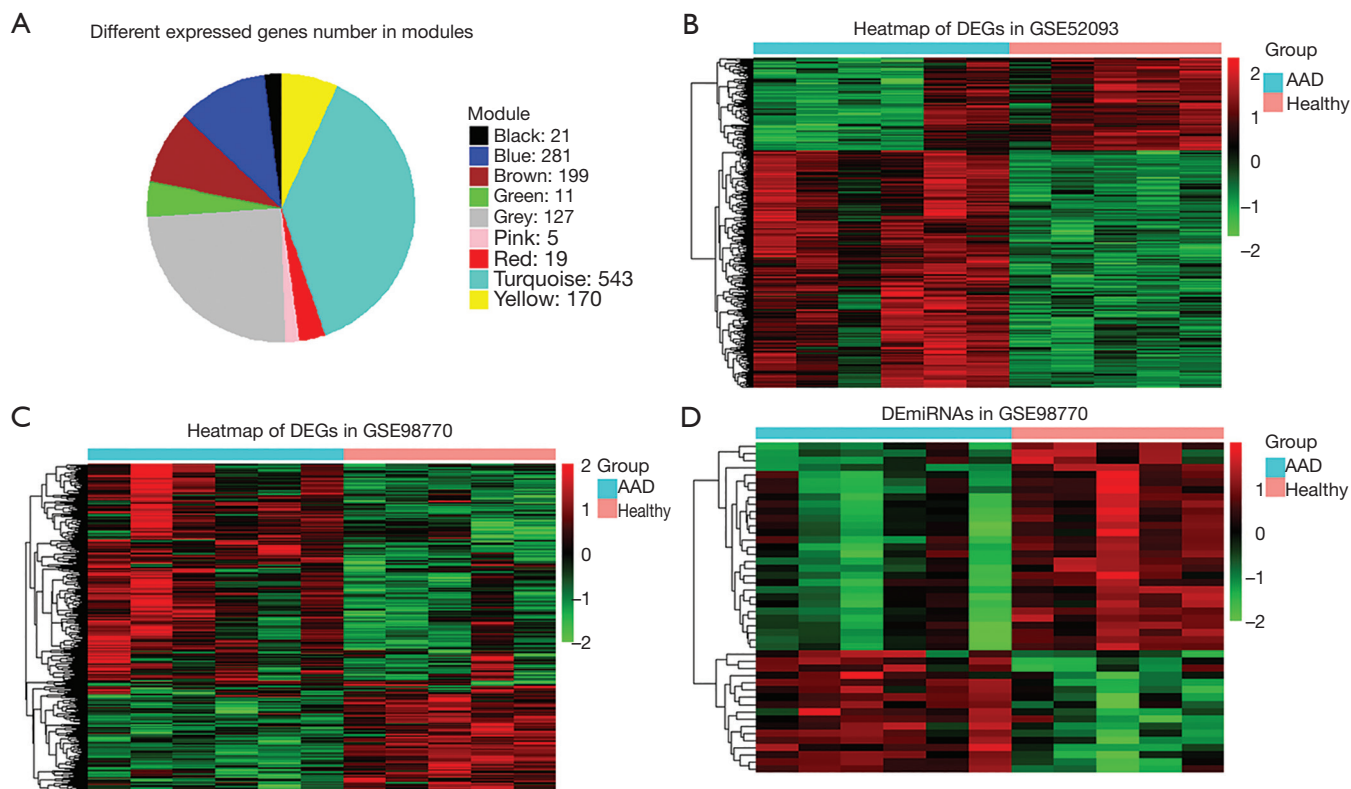 A
Different expressed genes number in modules
Module
Black: 21
Blue: 281
Brown: 199
Green: 11
Grey: 127
Pink: 5
Red: 19
Turquoise: 543
Yellow: 170
B
Heatmap of DEGs in GSE52093
2
1
0
−1
−2
Group
AAD
Healthy
C
Heatmap of DEGs in GSE98770
2
1
0
−1
−2
Group
AAD
Healthy
D
DEmiRNAs in GSE98770
1
0
−1
−2
Group
AAD
Healthy